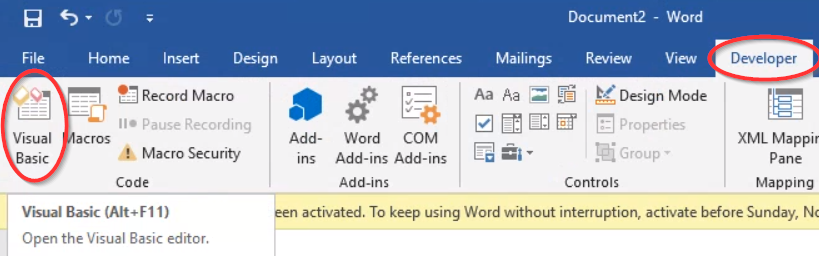 Document2 - Word
File Home Insert Design Layout References Mailings Review View Developer
Visual Basic
Macros
Record Macro
Pause Recording
Macro Security
Code
Add-ins
Word Add-ins
COM Add-ins
Add-ins
Aa Aa
Design Mode
Properties
Group
Controls
XML Mappin
Pane
Mapping
Visual Basic (Alt+F11)
Open the Visual Basic editor.
een activated. To keep using Word without interruption, activate before Sunday, No